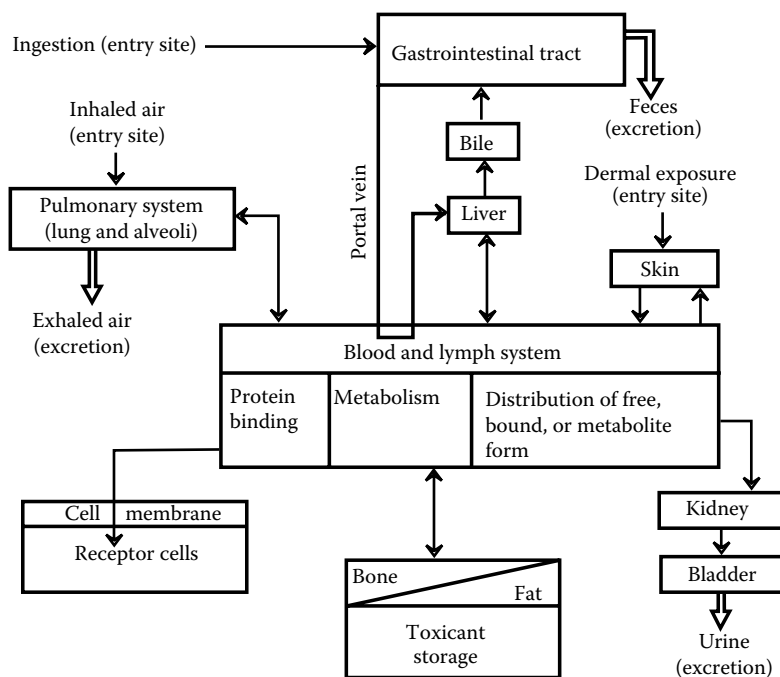 Ingestion (entry site)
Gastrointestinal tract
Feces
(excretion)
Inhaled air
(entry site)
Bile
Dermal exposure
(entry site)
Pulmonary system
(lung and alveoli)
Portal vein
Liver
Skin
Exhaled air
(excretion)
Blood and lymph system
Protein
binding
Metabolism
Distribution of free,
bound, or metabolite
form
Cell membrane
Receptor cells
Kidney
Bone
Fat
Bladder
Toxicant
storage
Urine
(excretion)